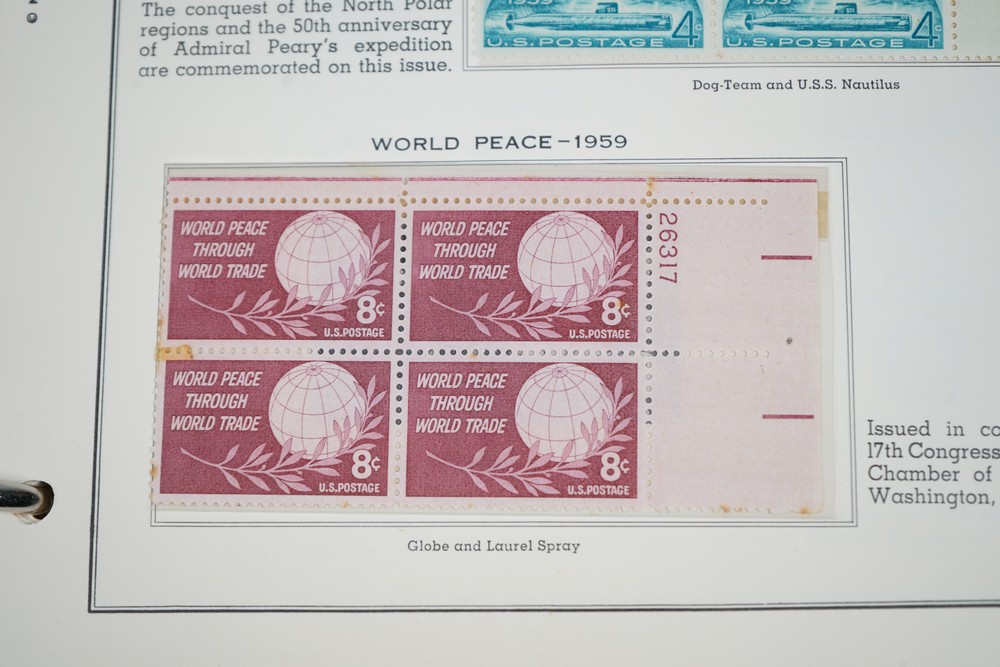 The conquest of the North Polar
regions and the 50th anniversary
of Admiral Peary's expedition
are commemorated on this issue.
1959
4¢
U.S. POSTAGE
1959
4¢
U.S. POSTAGE
Dog-Team and U.S.S. Nautilus
WORLD PEACE-1959
WORLD PEACE
THROUGH
WORLD TRADE
8¢
U.S. POSTAGE
WORLD PEACE
THROUGH
WORLD TRADE
8¢
U.S. POSTAGE
26317
WORLD PEACE
THROUGH
WORLD TRADE
8¢
U.S. POSTAGE
WORLD PEACE
THROUGH
WORLD TRADE
8¢
U.S. POSTAGE
Globe and Laurel Spray
Issued in co
17th Congress
Chamber of
Washington,